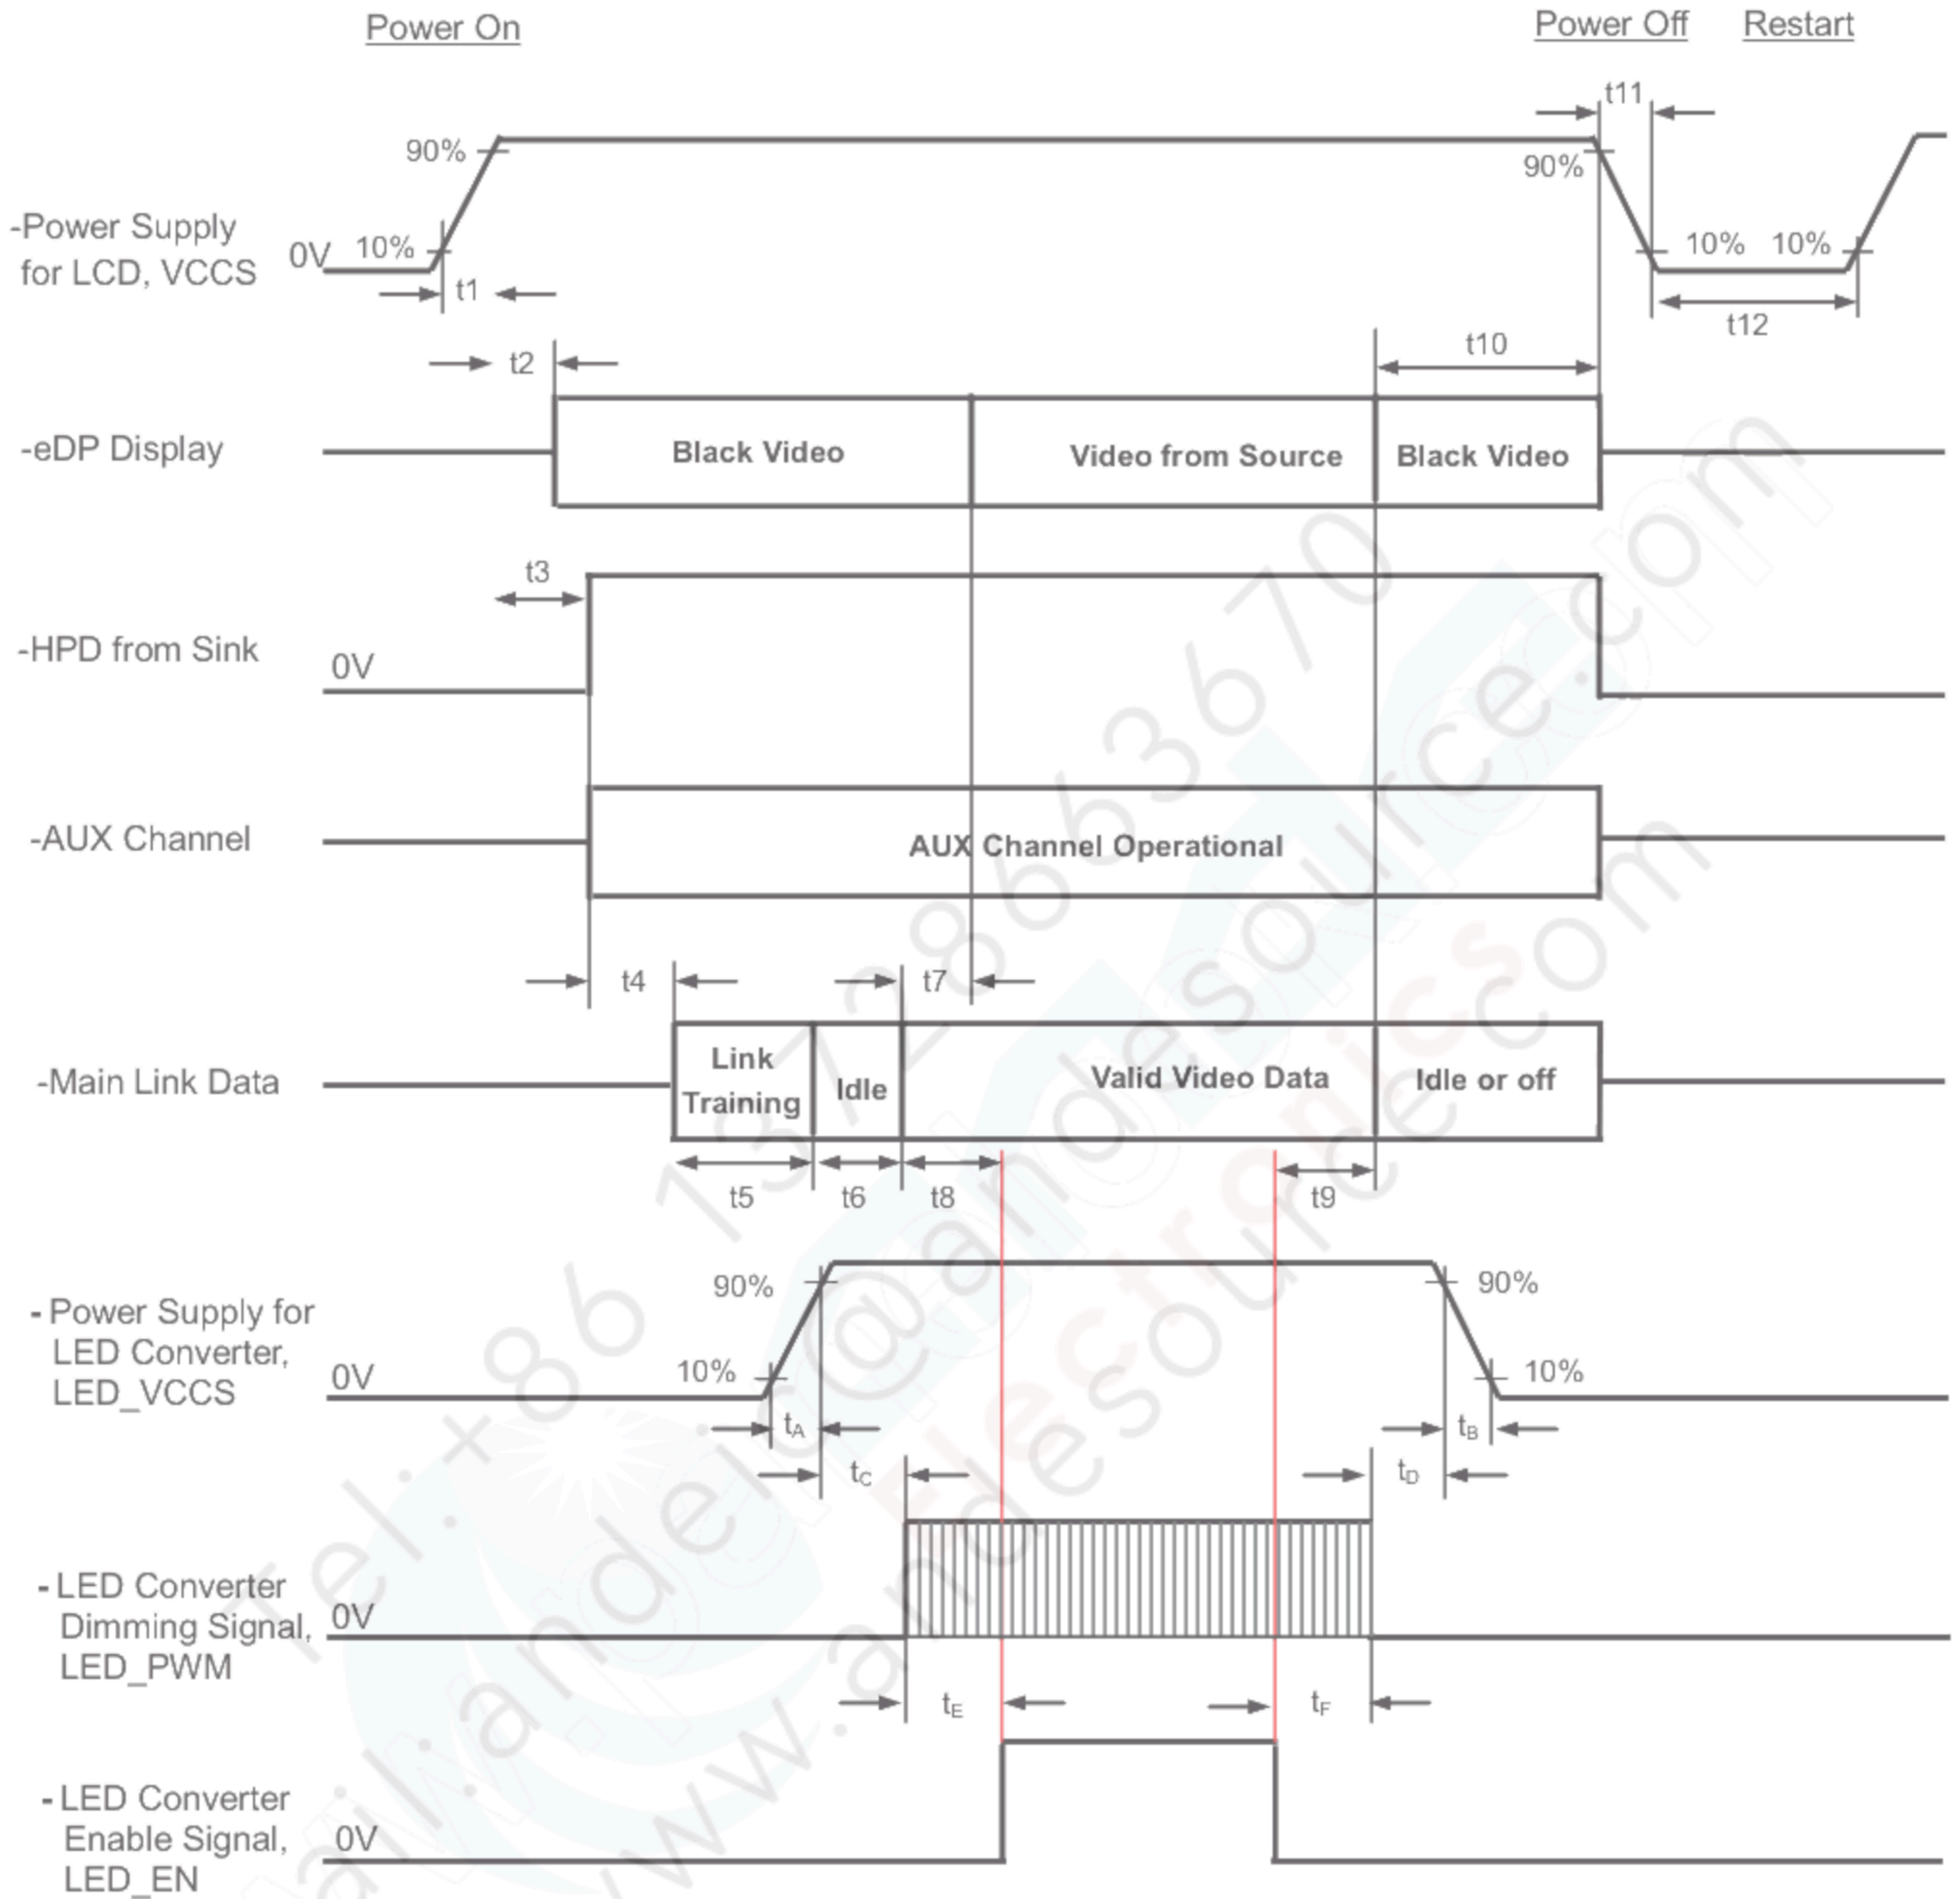 Power On
Power Off Restart
t11
90%
90%
-Power Supply
for LCD, VCCS
0V 10%
10% 10%
t1
t12
t2
t10
-eDP Display
Black Video
Video from Source
Black Video
t3
-HPD from Sink
0V
-AUX Channel
AUX Channel Operational
t4
t7
-Main Link Data
Link
Training
Idle
Valid Video Data
Idle or off
t5
t6
t8
t9
90%
90%
- Power Supply for
LED Converter,
LED_VCCS
0V
10%
10%
tA
tB
tC
tD
- LED Converter
Dimming Signal,
LED_PWM
0V
tE
tF
- LED Converter
Enable Signal,
LED_EN
0V
Tel:+86 13728663670
Electronics